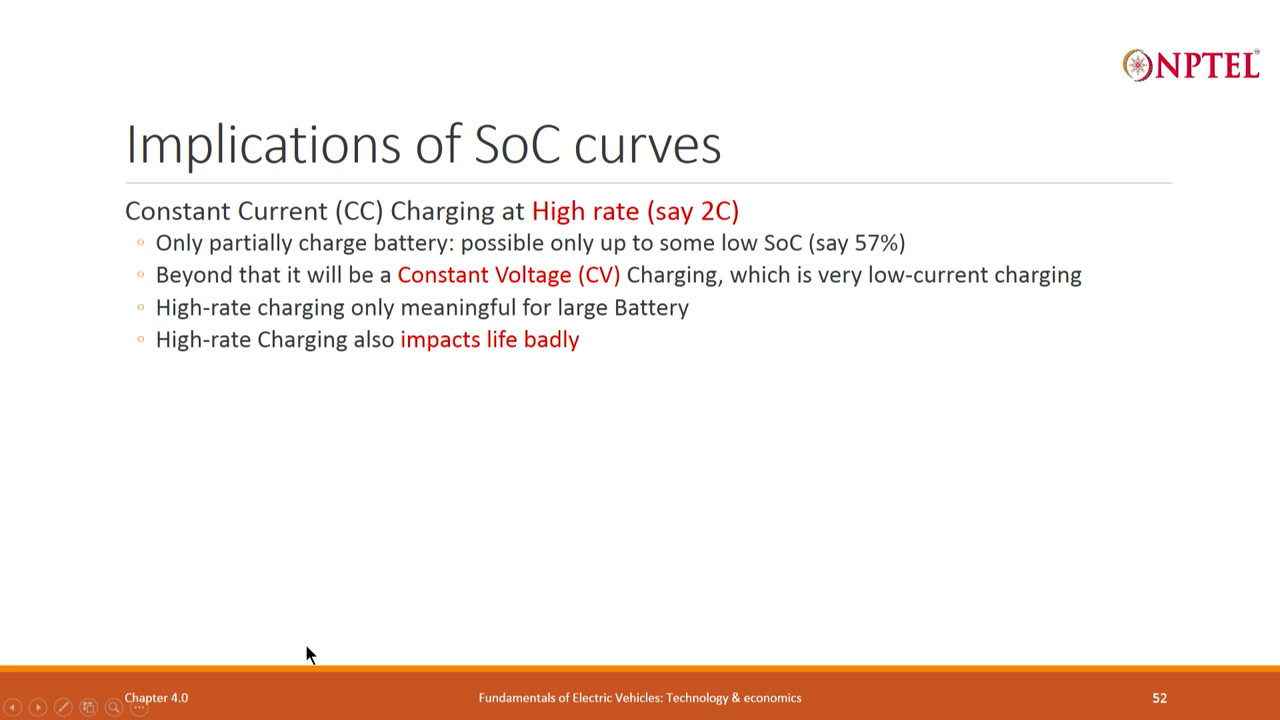 NPTEL
Implications of SoC curves
Constant Current (CC) Charging at High rate (say 2C)
Only partially charge battery: possible only up to some low SoC (say 57%)
Beyond that it will be a Constant Voltage (CV) Charging, which is very low-current charging
High-rate charging only meaningful for large Battery
High-rate Charging also impacts life badly
Chapter 4.0
Fundamentals of Electric Vehicles: Technology & economics
52